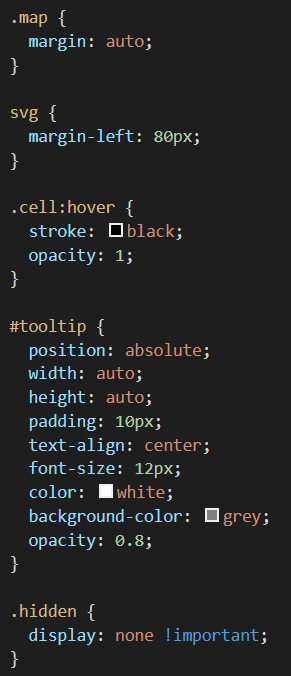 .map {
  margin: auto;
}

svg {
  margin-left: 80px;
}

.cell:hover {
  stroke: black;
  opacity: 1;
}

#tooltip {
  position: absolute;
  width: auto;
  height: auto;
  padding: 10px;
  text-align: center;
  font-size: 12px;
  color: white;
  background-color: grey;
  opacity: 0.8;
}

.hidden {
  display: none !important;
}